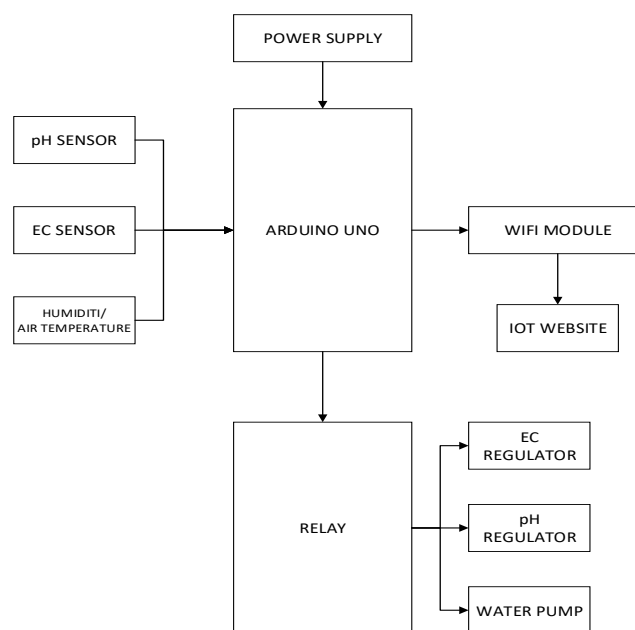 POWER SUPPLY
pH SENSOR
EC SENSOR
HUMIDITI/
AIR TEMPERATURE
ARDUINO UNO
WIFI MODULE
IOT WEBSITE
RELAY
EC
REGULATOR
pH
REGULATOR
WATER PUMP